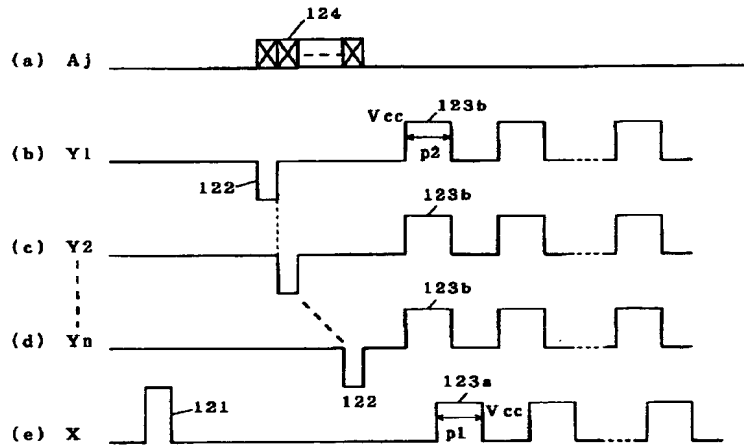 124
(a) Aj
Vcc 123b
(b) Y1 p2
122
123b
(c) Y2
123b
(d) Yn
122
123a
121 Vcc
(e) X p1